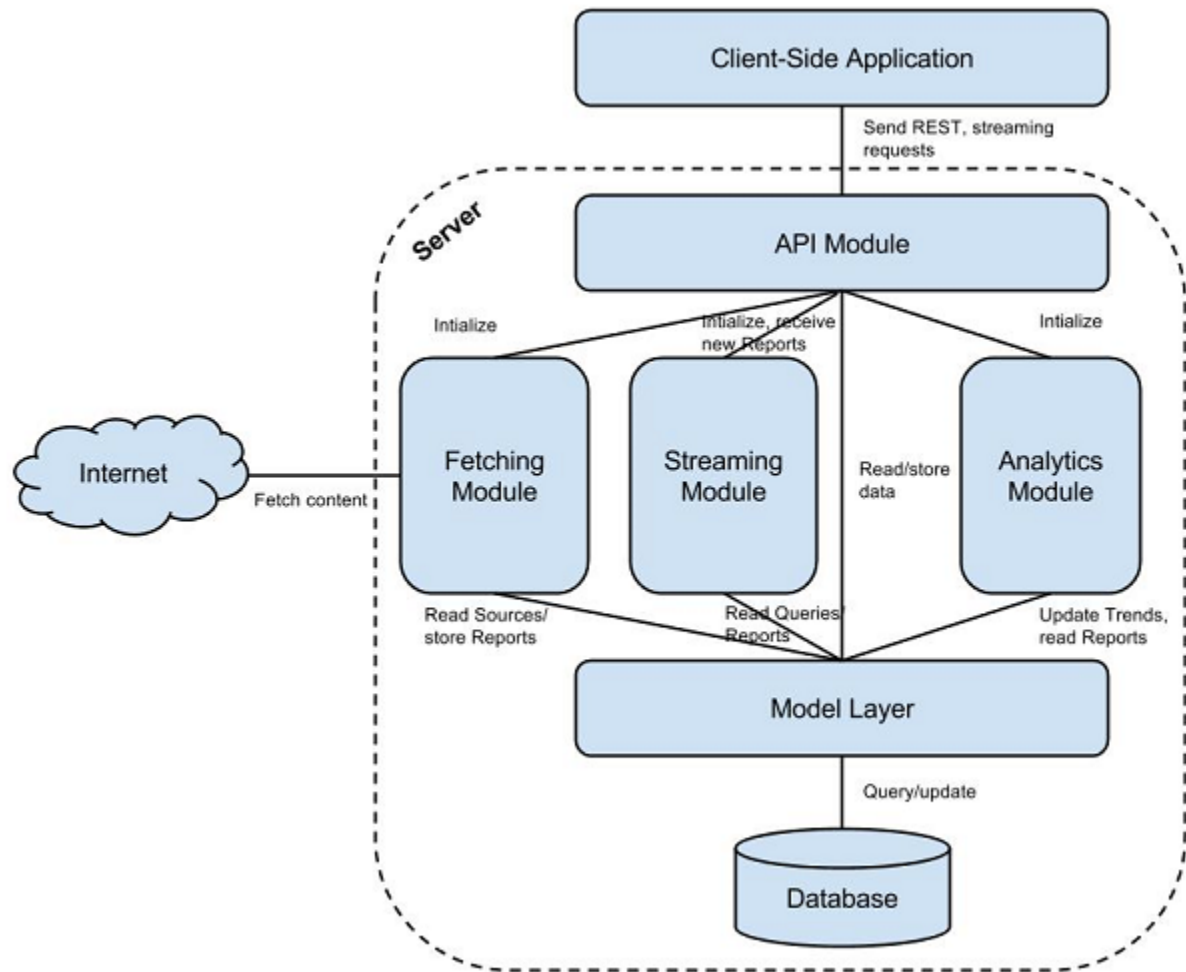 Client-Side Application
Send REST, streaming
requests
Server
API Module
Intialize
Intialize, receive
new Reports
Intialize
Internet
Fetch content
Fetching
Module
Streaming
Module
Read/store
data
Analytics
Module
Read Sources/
store Reports
Read Queries/
Reports
Update Trends,
read Reports
Model Layer
Query/update
Database